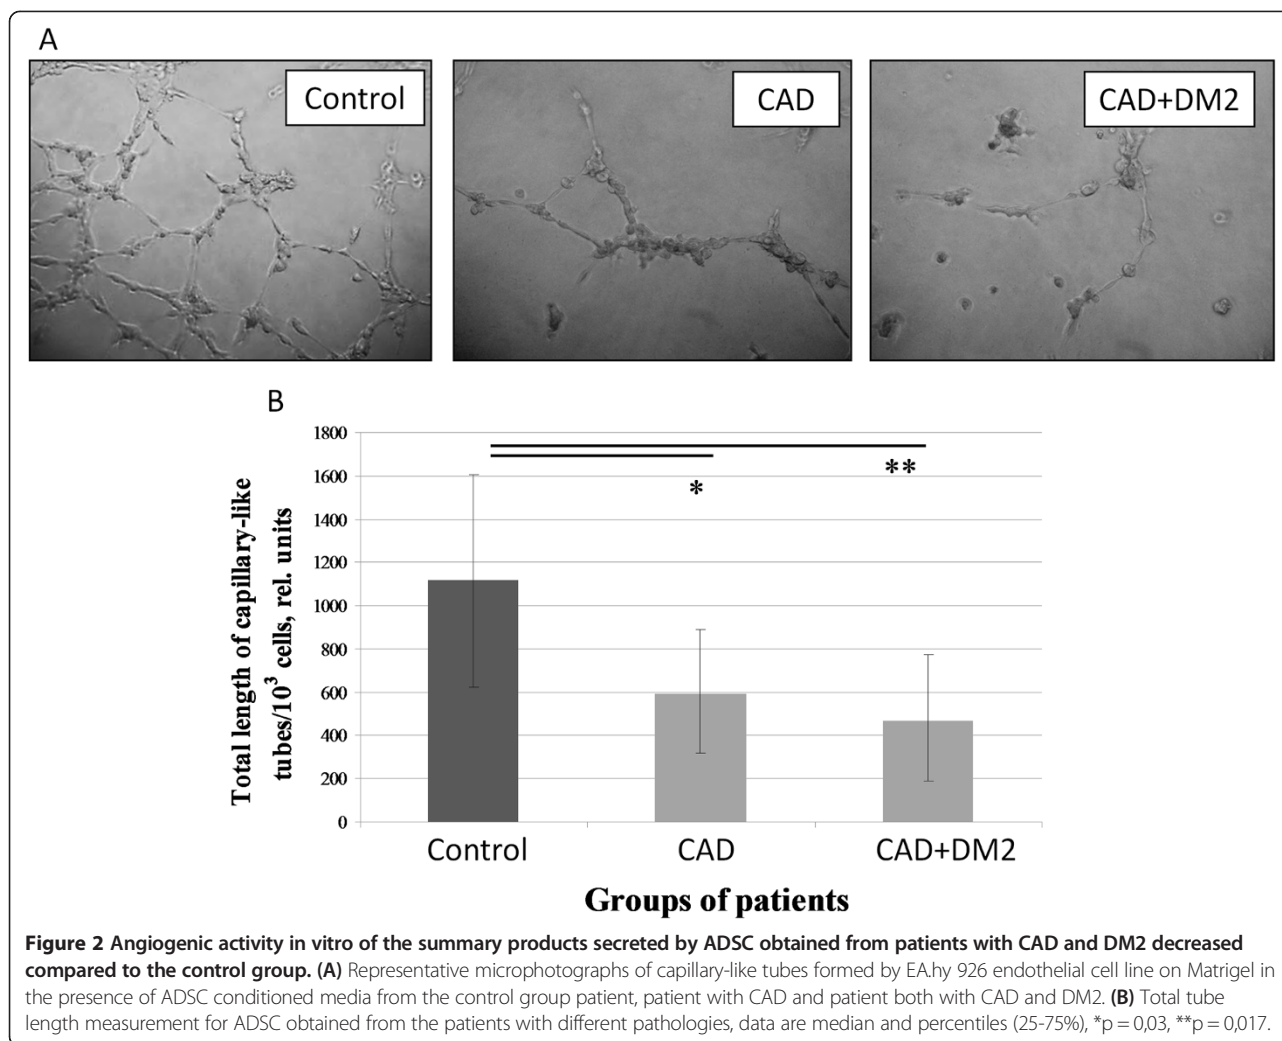 A
Control
CAD
CAD+DM2
B
Total length of capillary-like
tubes/10³ cells, rel. units
1800
1600
1400
1200
1000
800
600
400
200
0
*
**
Control
CAD
CAD+DM2
Groups of patients
Figure 2 Angiogenic activity in vitro of the summary products secreted by ADSC obtained from patients with CAD and DM2 decreased
compared to the control group. (A) Representative microphotographs of capillary-like tubes formed by EA.hy 926 endothelial cell line on Matrigel in
the presence of ADSC conditioned media from the control group patient, patient with CAD and patient both with CAD and DM2. (B) Total tube
length measurement for ADSC obtained from the patients with different pathologies, data are median and percentiles (25-75%), *p = 0,03, **p = 0,017.